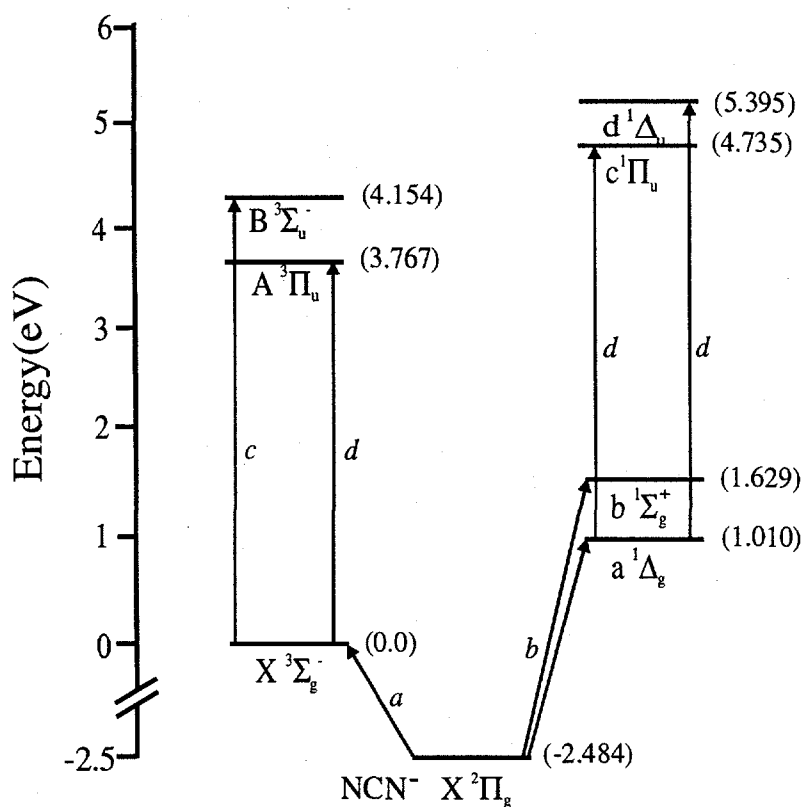 Energy(eV)
6
5
4
3
2
1
0
-2.5
B ³Σᵤ⁻
(4.154)
A ³Πᵤ
(3.767)
c
d
X ³Σg⁻
(0.0)
a
NCN⁻ X ²Πg
(-2.484)
b
(5.395)
d ¹Δᵤ
(4.735)
c¹Πᵤ
d
d
(1.629)
b ¹Σg⁺
(1.010)
a ¹Δg